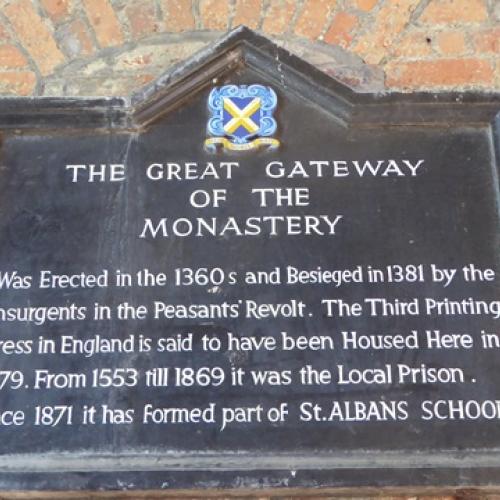 THE GREAT GATEWAY
OF THE
MONASTERY
Was Erected in the 1360s and Besieged in 1381 by the
nsurgents in the Peasants' Revolt. The Third Printing
ress in England is said to have been Housed Here in
79. From 1553 till 1869 it was the Local Prison.
ce 1871 it has formed part of St. ALBANS SCHOOL